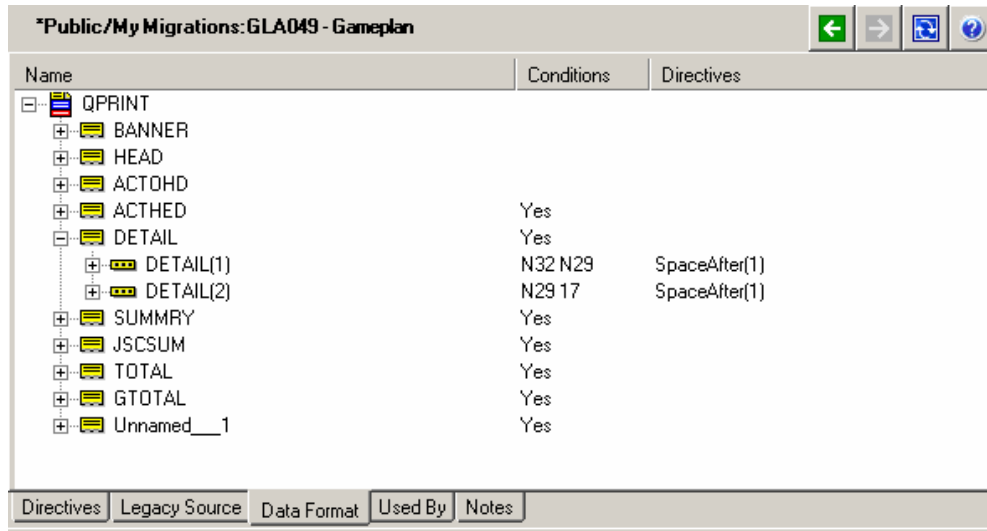 *Public/My Migrations:GLA049 - Gameplan
Name Conditions Directives
QPRINT
BANNER
HEAD
ACTOHD
ACTHED Yes
DETAIL Yes
DETAIL(1) N32 N29 SpaceAfter(1)
DETAIL(2) N29 17 SpaceAfter(1)
SUMMRY Yes
JSCSUM Yes
TOTAL Yes
GTOTAL Yes
Unnamed___1 Yes
Directives Legacy Source Data Format Used By Notes